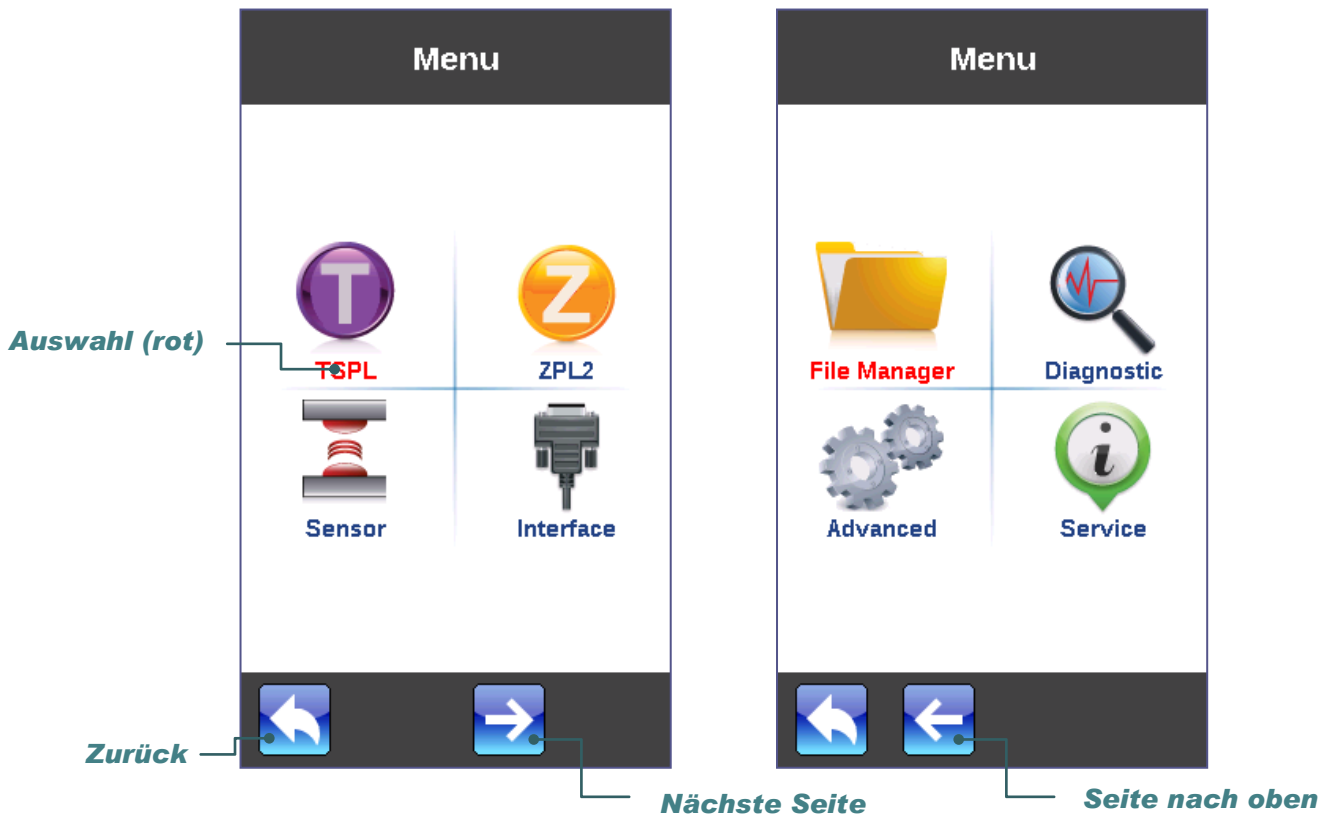 Menu
Menu
Auswahl (rot)
TSPL
ZPL2
File Manager
Diagnostic
Sensor
Interface
Advanced
Service
Zurück
Nächste Seite
Seite nach oben